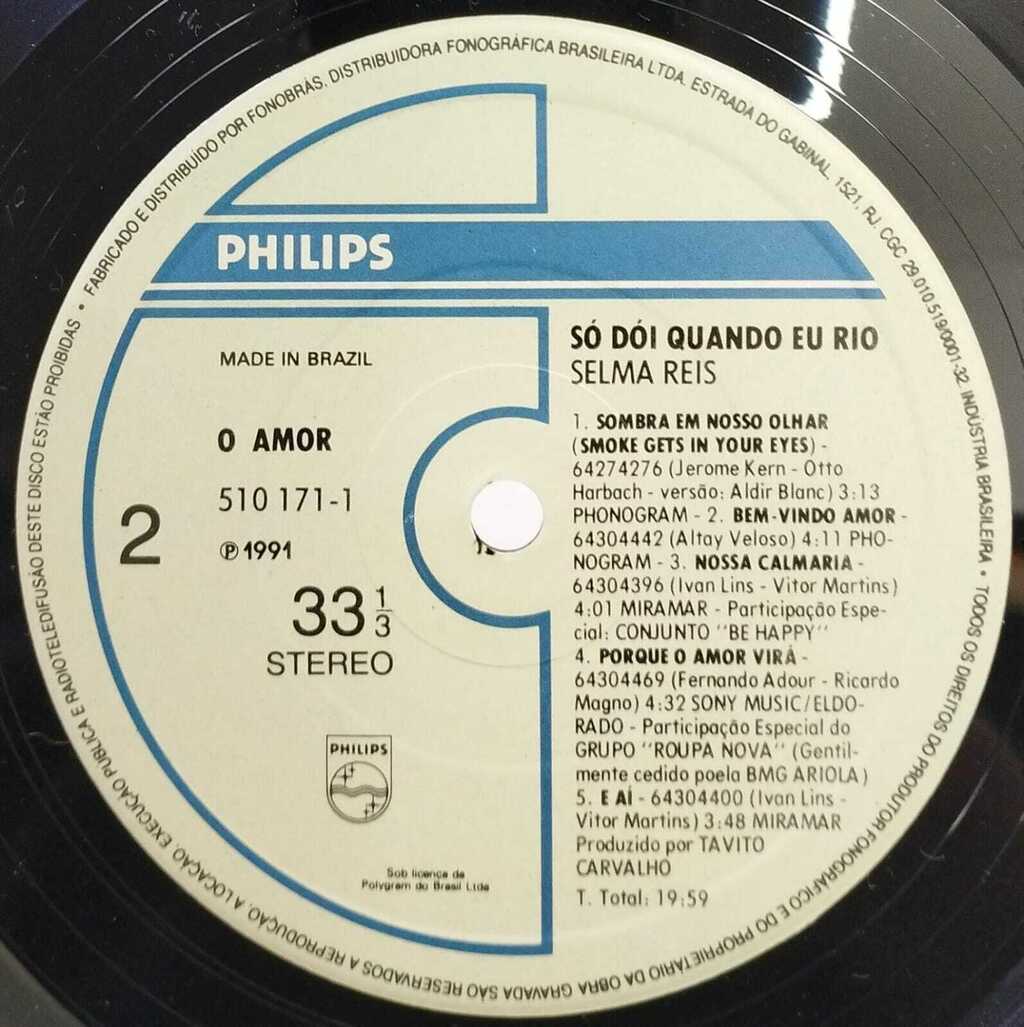 • FABRICADO E DISTRIBUÍDO POR FONOBRÁS. DISTRIBUIDORA FONOGRÁFICA BRASILEIRA LTDA. ESTRADA DO GABINAL, 1521, RJ. CGC 29.010.519/0001-32. INDÚSTRIA BRASILEIRA • TODOS OS DIREITOS DO PRODUTOR FONOGRÁFICO E DO PROPRIETÁRIO DA OBRA GRAVADA SÃO RESERVADOS A REPRODUÇÃO, A LOCAÇÃO, EXECUÇÃO PÚBLICA E RADIOTELEDIFUSÃO DESTE DISCO ESTÃO PROIBIDAS
PHILIPS
MADE IN BRAZIL
O AMOR
2
510 171-1
℗ 1991
33 1/3
STEREO
PHILIPS
Sob licença da
Polygram do Brasil Ltda
SÓ DÓI QUANDO EU RIO
SELMA REIS
1. SOMBRA EM NOSSO OLHAR
(SMOKE GETS IN YOUR EYES) -
64274276 (Jerome Kern - Otto
Harbach - versão: Aldir Blanc) 3:13
PHONOGRAM - 2. BEM-VINDO AMOR -
64304442 (Altay Veloso) 4:11 PHO-
NOGRAM - 3. NOSSA CALMARIA -
64304396 (Ivan Lins - Vitor Martins)
4:01 MIRAMAR - Participação Espe-
cial: CONJUNTO "BE HAPPY"
4. PORQUE O AMOR VIRÁ -
64304469 (Fernando Adour - Ricardo
Magno) 4:32 SONY MUSIC/ELDO-
RADO - Participação Especial do
GRUPO "ROUPA NOVA" (Gentil-
mente cedido poela BMG ARIOLA)
5. E AÍ - 64304400 (Ivan Lins -
Vitor Martins) 3:48 MIRAMAR
Produzido por TAVITO
CARVALHO
T. Total: 19:59